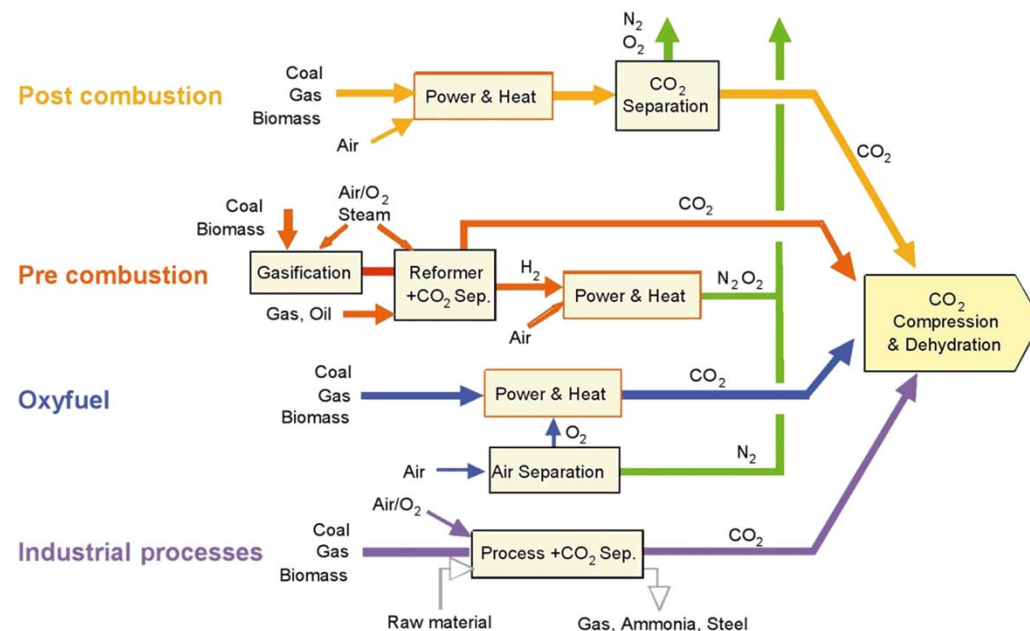 N₂
O₂
Post combustion
Coal
Gas
Biomass
Air
Power & Heat
CO₂
Separation
CO₂
Pre combustion
Coal
Biomass
Air/O₂
Steam
Gasification
Reformer
+CO₂ Sep.
Gas, Oil
H₂
Air
Power & Heat
CO₂
N₂O₂
CO₂
Compression
& Dehydration
Oxyfuel
Coal
Gas
Biomass
Power & Heat
CO₂
O₂
Air
Air Separation
N₂
Industrial processes
Air/O₂
Coal
Gas
Biomass
Process +CO₂ Sep.
CO₂
Raw material
Gas, Ammonia, Steel